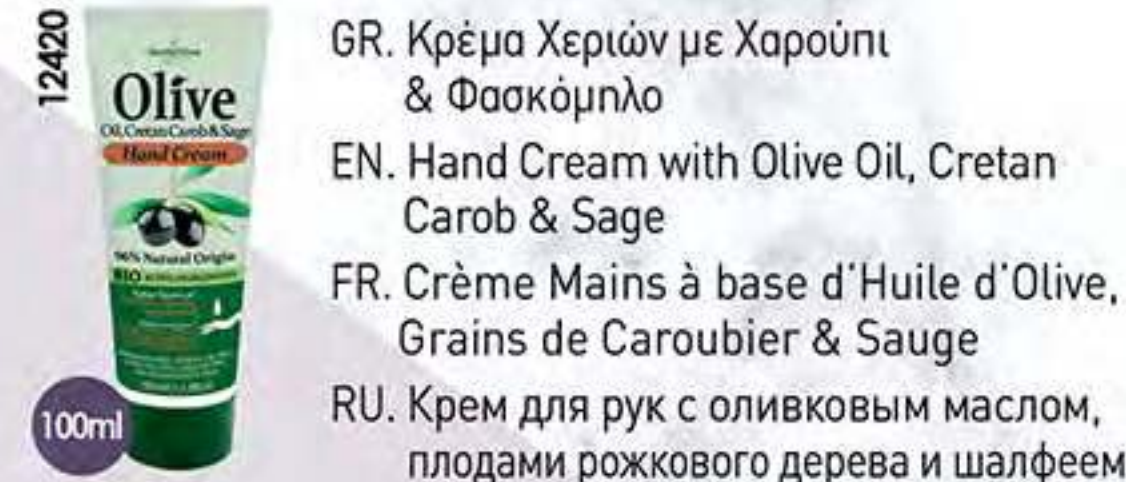 12420
Olive
Oil, Cretan Carob & Sage
Hand Cream
96% Natural Origin
BIO
100ml
GR. Κρέμα Χεριών με Χαρούπι
& Φασκόμηλο
EN. Hand Cream with Olive Oil, Cretan
Carob & Sage
FR. Crème Mains à base d'Huile d'Olive,
Grains de Caroubier & Sauge
RU. Крем для рук с оливковым маслом,
плодами рожкового дерева и шалфеем